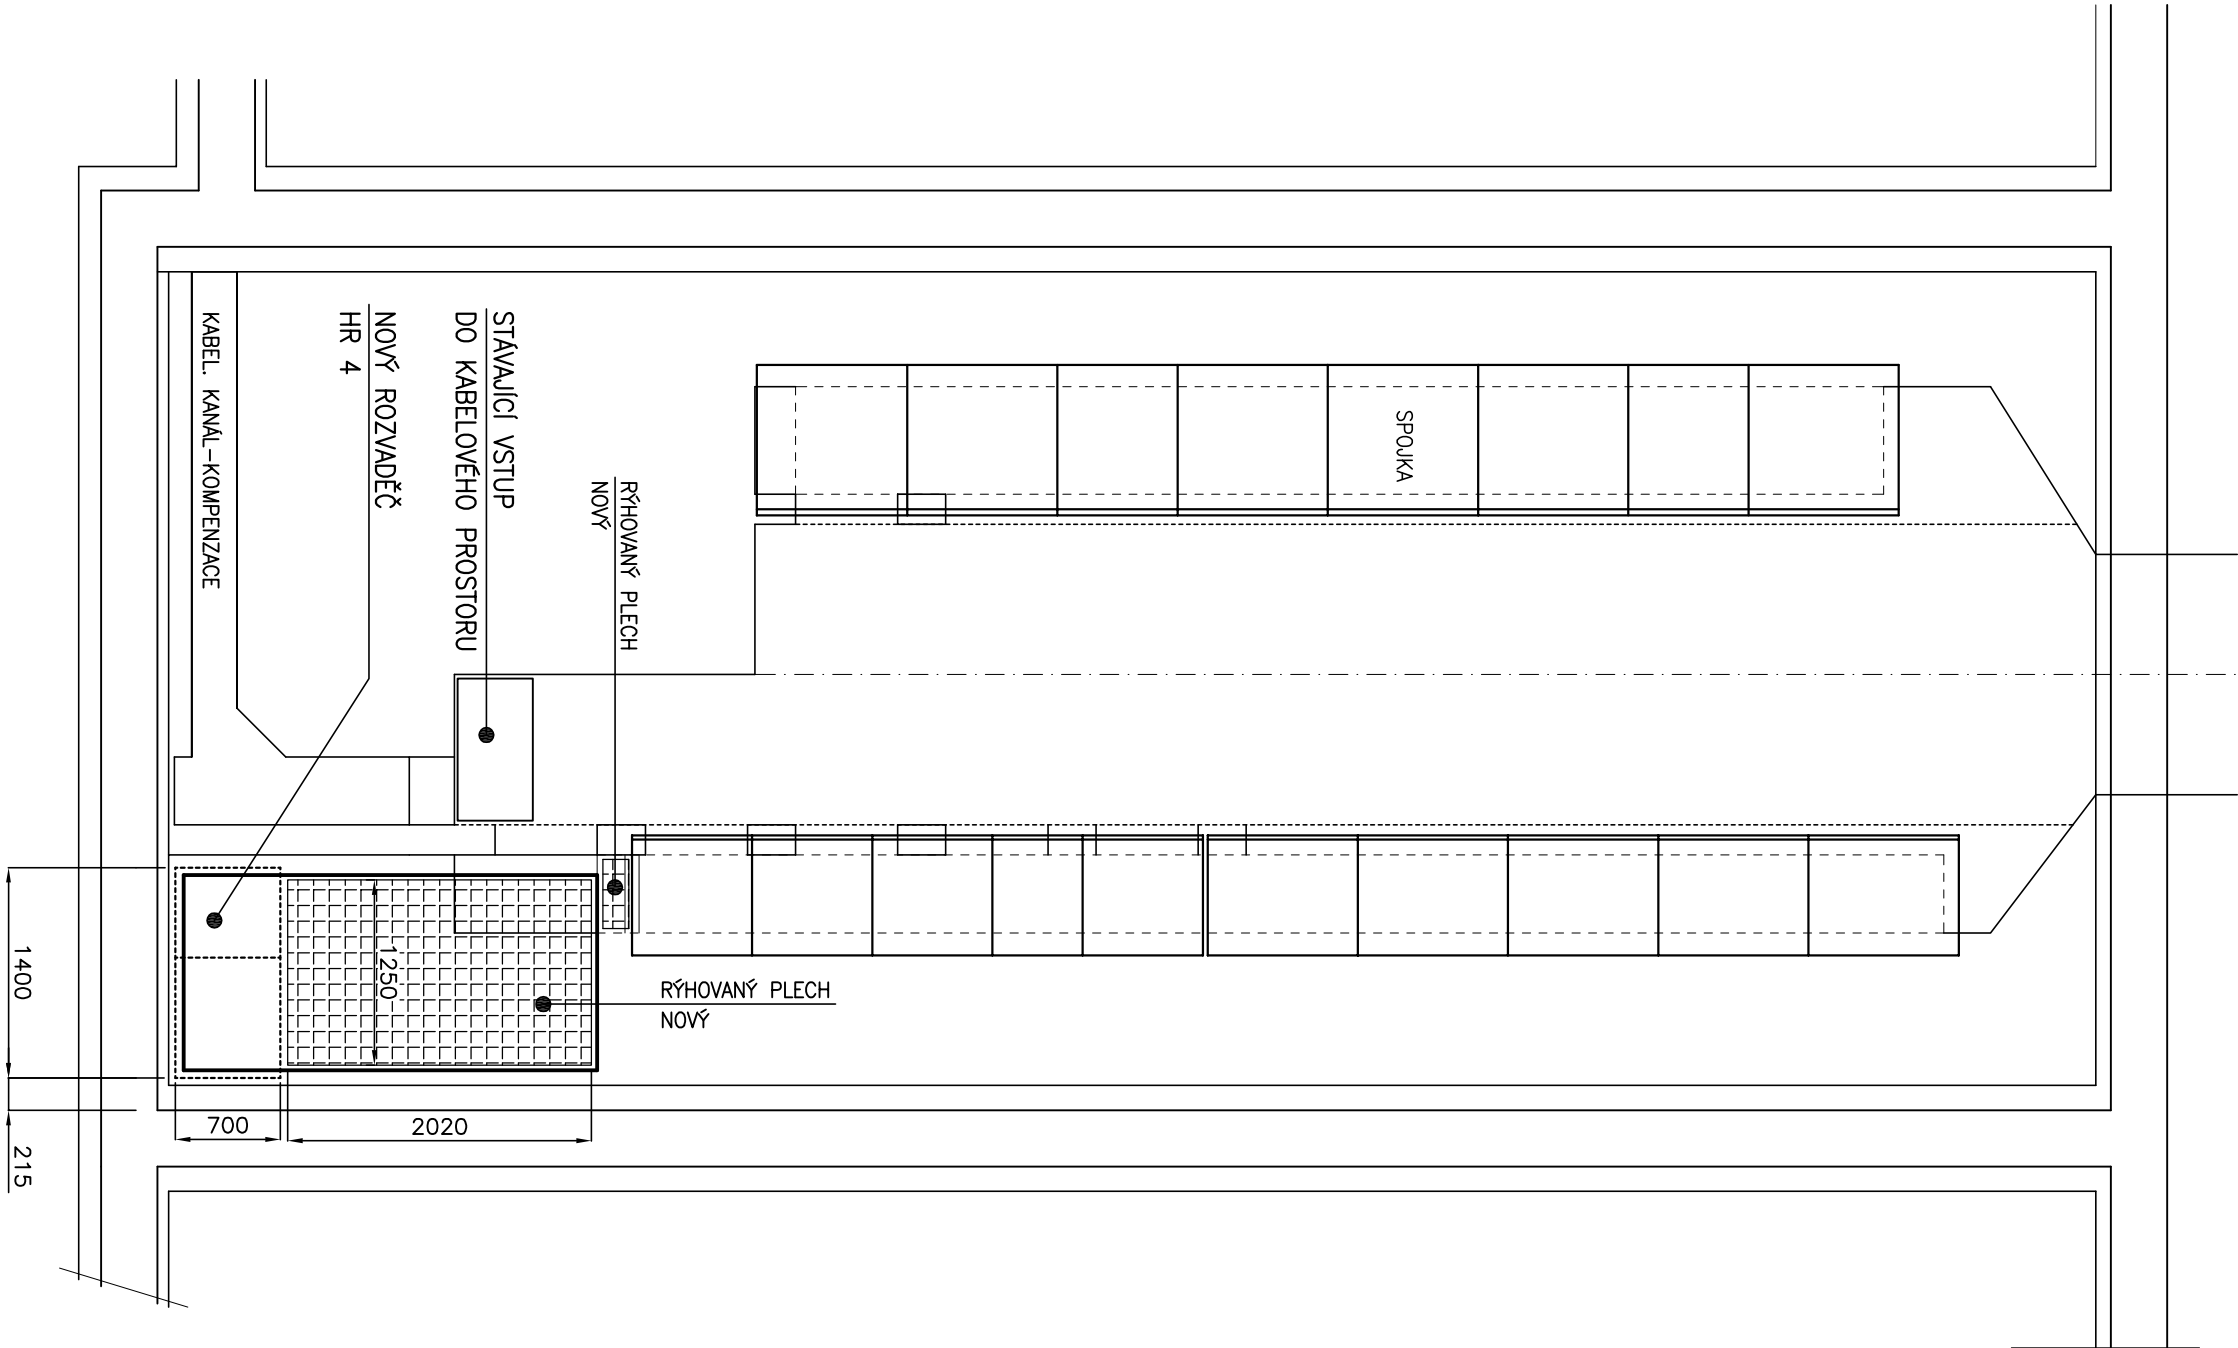 KABEL. KANÁL-KOMPENZACE
NOVÝ ROZVADĚČ
HR 4
STÁVAJÍCÍ VSTUP
DO KABELOVÉHO PROSTORU
RÝHOVANÝ PLECH
NOVÝ
SPOJKA
1250
RÝHOVANÝ PLECH
NOVÝ
1400
215
700
2020